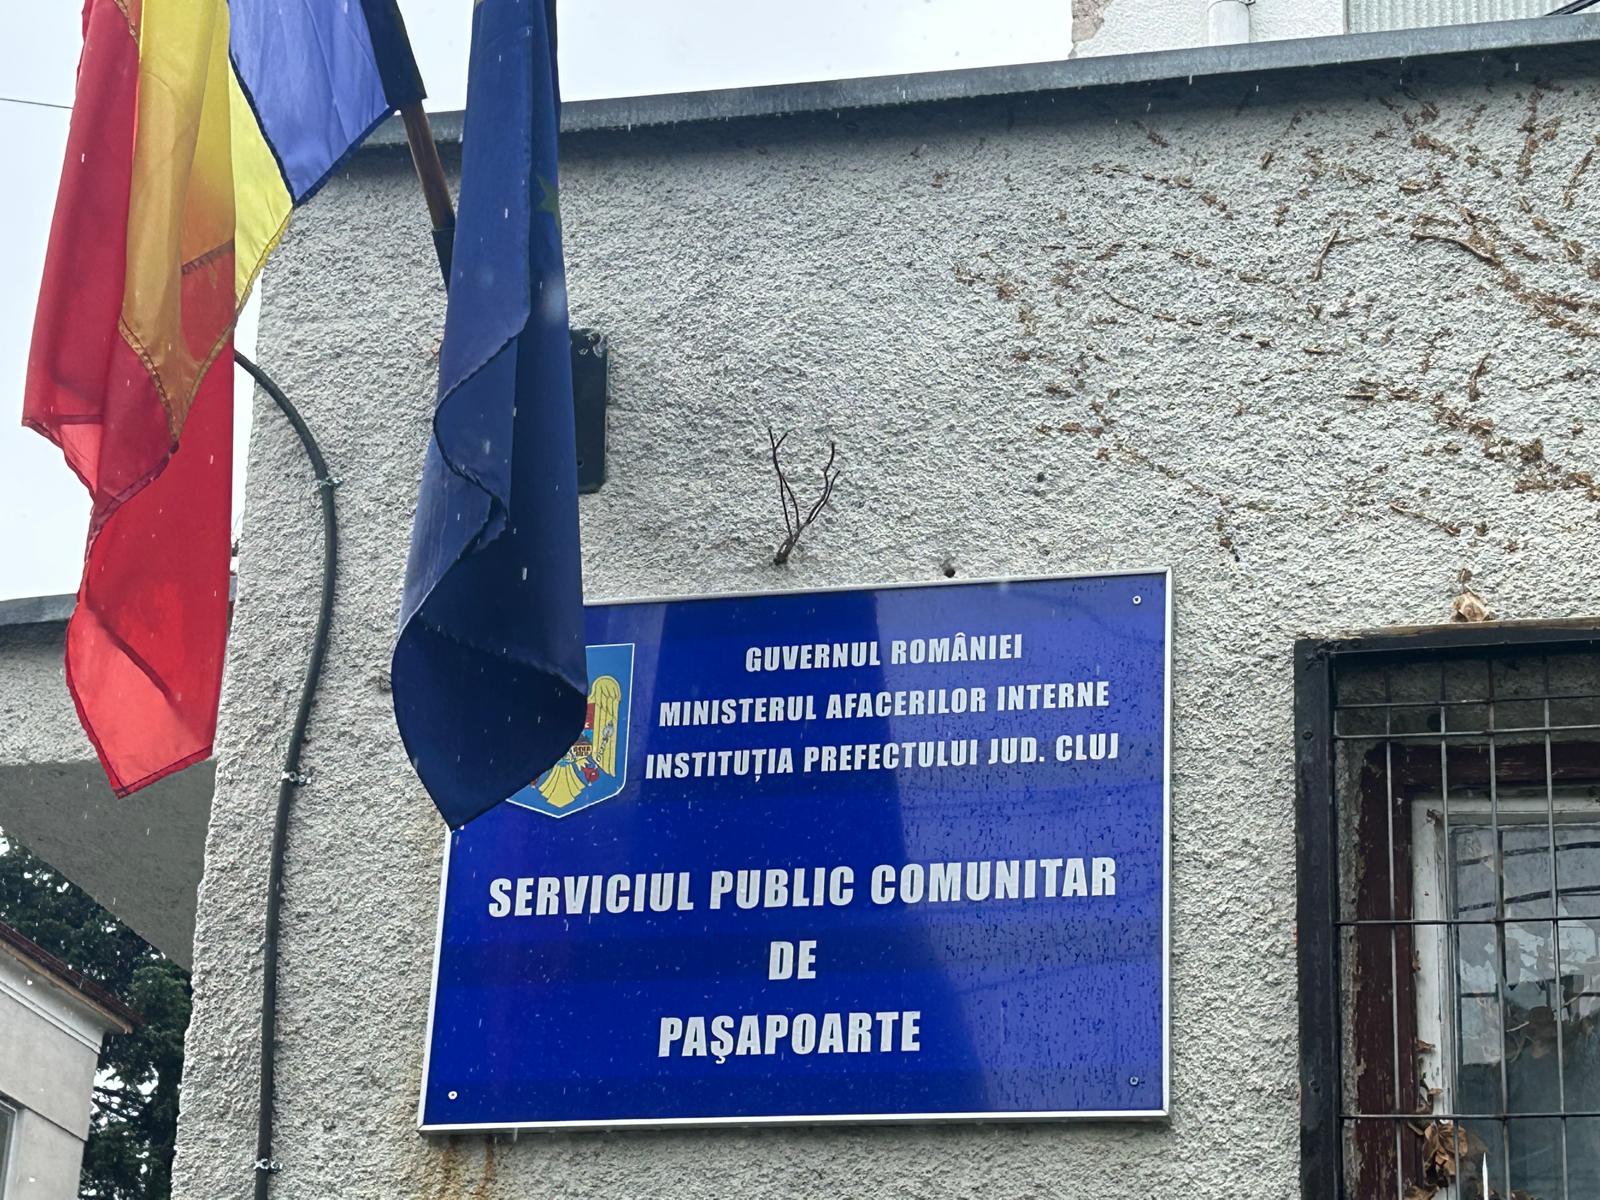 GUVERNUL ROMÂNIEI
MINISTERUL AFACERILOR INTERNE
INSTITUȚIA PREFECTULUI JUD. CLUJ
SERVICIUL PUBLIC COMUNITAR
DE
PAŞAPOARTE